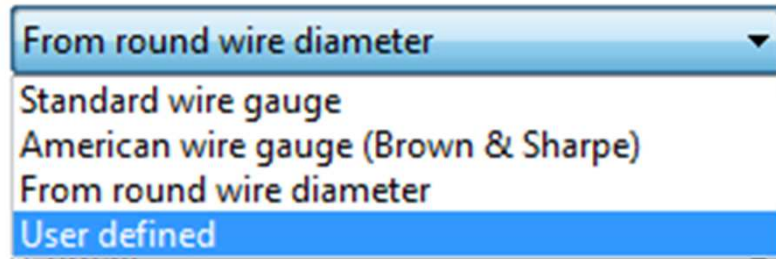 From round wire diameter
Standard wire gauge
American wire gauge (Brown & Sharpe)
From round wire diameter
User defined